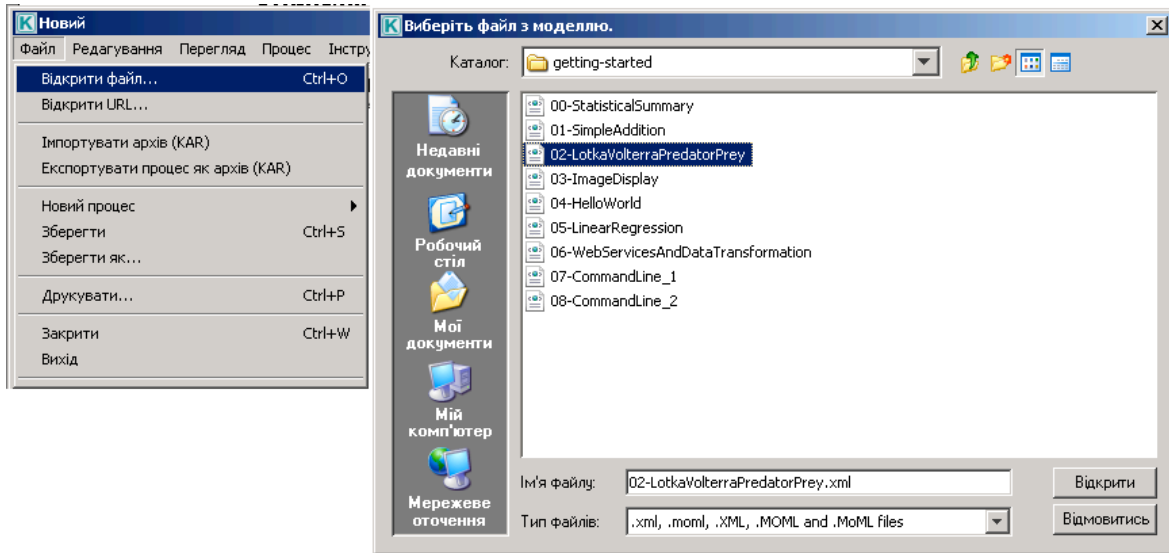 Новий
Файл Редагування Перегляд Процес Інстру
Відкрити файл... Ctrl+O
Відкрити URL...
Імпортувати архів (KAR)
Експортувати процес як архів (KAR)
Новий процес
Зберегти Ctrl+S
Зберегти як...
Друкувати... Ctrl+P
Закрити Ctrl+W
Вихід
Виберіть файл з моделлю.
Каталог: getting-started
Недавні
документи
Робочий
стіл
Мої
документи
Мій
комп'ютер
Мережеве
оточення
00-StatisticalSummary
01-SimpleAddition
02-LotkaVolterraPredatorPrey
03-ImageDisplay
04-HelloWorld
05-LinearRegression
06-WebServicesAndDataTransformation
07-CommandLine_1
08-CommandLine_2
Ім'я файлу: 02-LotkaVolterraPredatorPrey.xml Відкрити
Тип файлів: .xml, .moml, .XML, .MOML and .MoML files Відмовитись